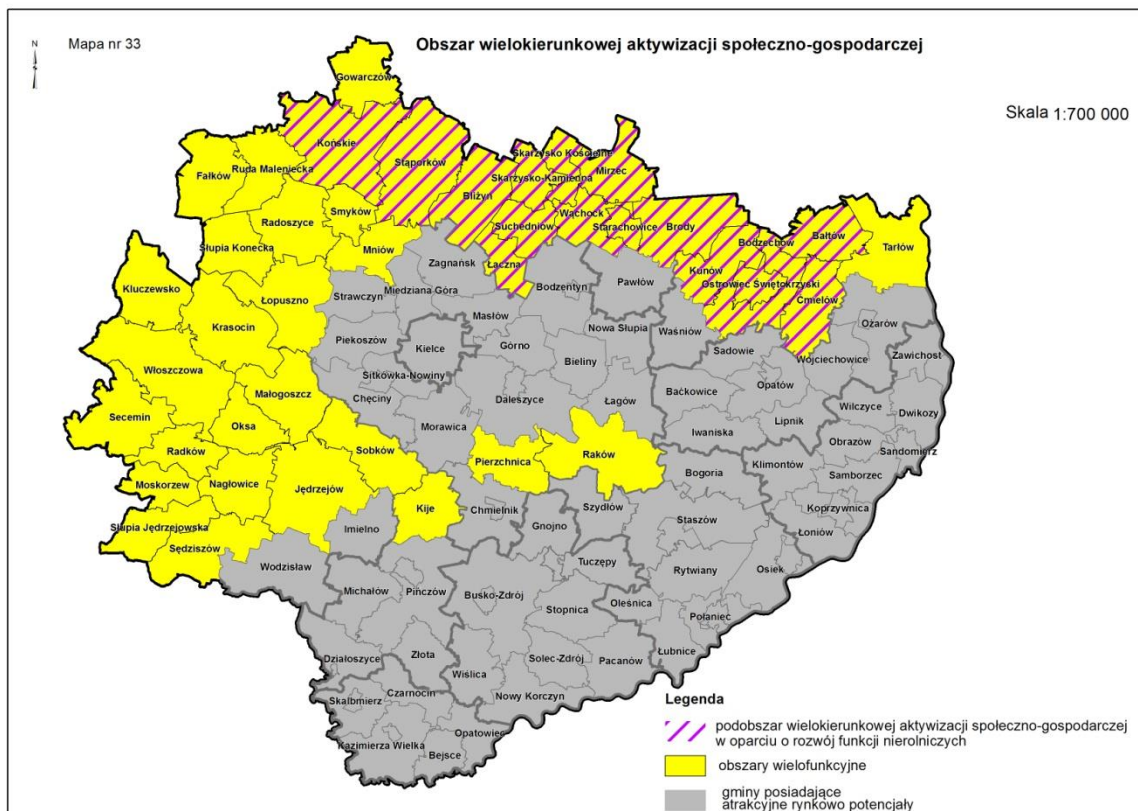 N
Mapa nr 33
Obszar wielokierunkowej aktywizacji społeczno-gospodarczej
Skala 1:700 000
Gowarczów
Końskie
Stąporków
Skarżysko Kościelne
Ruda Maleniecka
Fałków
Skarżysko-Kamienna
Mirzec
Bliżyn
Smyków
Radoszyce
Wąchock
Suchedniów
Starachowice
Brody
Bałtów
Bodzechów
Tarłów
Słupia Konecka
Mniów
Zagnańsk
Łączna
Kunów
Kluczewsko
Łopuszno
Strawczyn
Miedziana Góra
Bodzentyn
Pawłów
Ostrowiec Świętokrzyski
Ćmielów
Masłów
Krasocin
Nowa Słupia
Waśniów
Ożarów
Piekoszów
Kielce
Górno
Sadowie
Wojciechowice
Zawichost
Bieliny
Włoszczowa
Sitkówka-Nowiny
Małogoszcz
Chęciny
Daleszyce
Łagów
Baćkowice
Opatów
Wilczyce
Dwikozy
Secemin
Oksa
Morawica
Lipnik
Iwaniska
Obrazów
Sandomierz
Radków
Sobków
Raków
Pierzchnica
Klimontów
Samborzec
Bogoria
Moskorzew
Nagłowice
Jędrzejów
Kije
Chmielnik
Szydłów
Koprzywnica
Słupia Jędrzejowska
Imielno
Gnojno
Staszów
Łoniów
Sędziszów
Wodzisław
Tuczępy
Rytwiany
Osiek
Michałów
Pińczów
Busko-Zdrój
Stopnica
Oleśnica
Połaniec
Działoszyce
Złota
Wiślica
Solec-Zdrój
Pacanów
Łubnice
Skalbmierz
Czarnocin
Nowy Korczyn
Opatowiec
Kazimierza Wielka
Bejsce
Legenda
podobszar wielokierunkowej aktywizacji społeczno-gospodarczej
w oparciu o rozwój funkcji nierolniczych
obszary wielofunkcyjne
gminy posiadające
atrakcyjne rynkowo potencjały